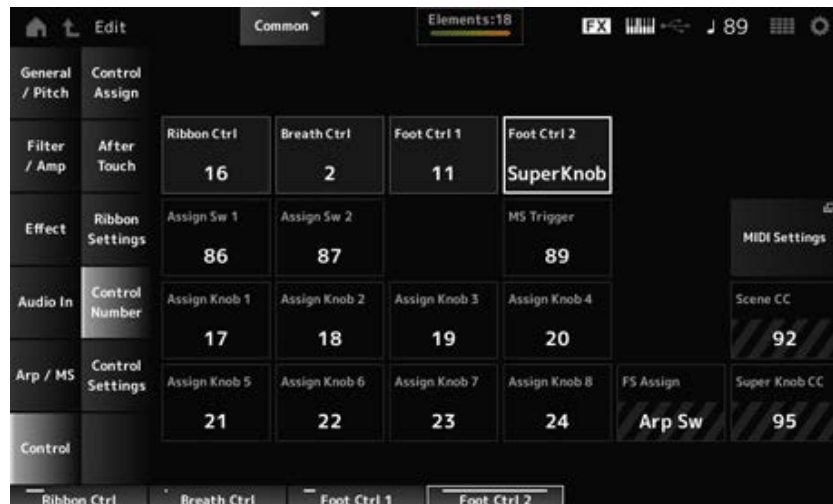 Edit
Common
Elements:18
FX
89
General
/ Pitch
Control
Assign
Filter
/ Amp
After
Touch
Ribbon Ctrl
16
Breath Ctrl
2
Foot Ctrl 1
11
Foot Ctrl 2
SuperKnob
Effect
Ribbon
Settings
Assign Sw 1
86
Assign Sw 2
87
MS Trigger
89
MIDI Settings
Audio In
Control
Number
Assign Knob 1
17
Assign Knob 2
18
Assign Knob 3
19
Assign Knob 4
20
Scene CC
92
Arp / MS
Control
Settings
Assign Knob 5
21
Assign Knob 6
22
Assign Knob 7
23
Assign Knob 8
24
FS Assign
Arp Sw
Super Knob CC
95
Control
Ribbon Ctrl
Breath Ctrl
Foot Ctrl 1
Foot Ctrl 2